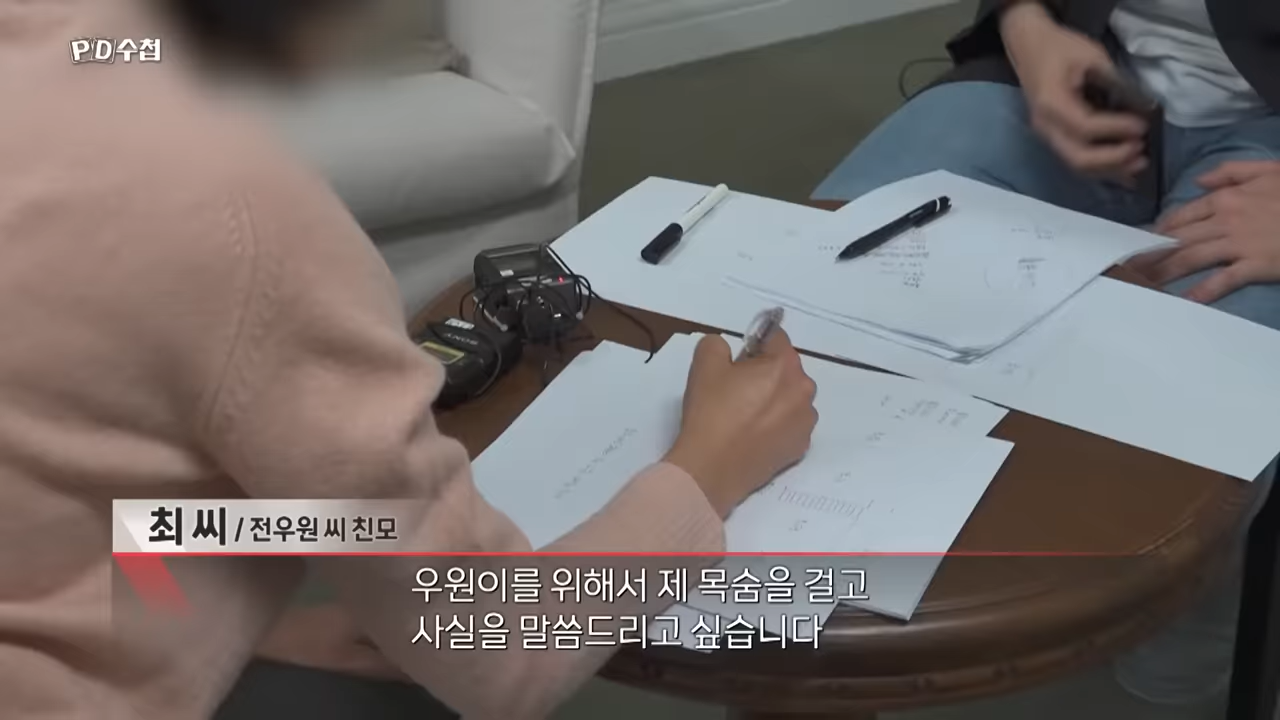 PD수첩
SONY
최 씨 / 전우원 씨 친모
우원이를 위해서 제 목숨을 걸고
사실을 말씀드리고 싶습니다